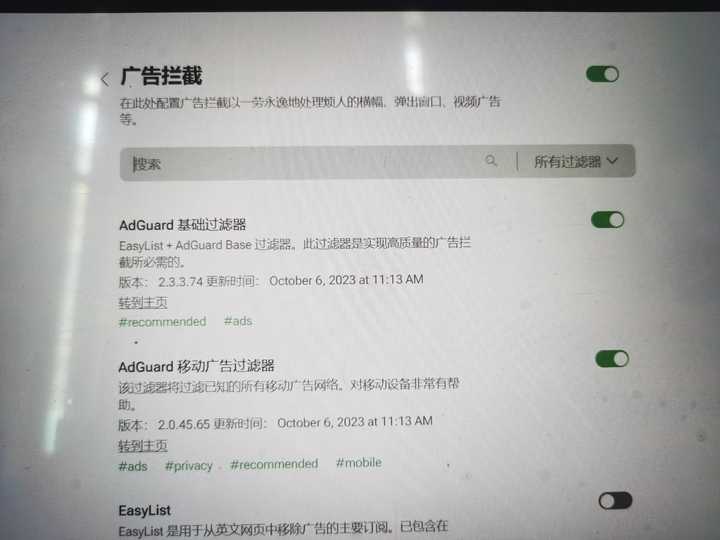 广告拦截
在此处配置广告拦截以一劳永逸地处理烦人的横幅、弹出窗口、视频广告
等。
搜索
所有过滤器
AdGuard 基础过滤器
EasyList + AdGuard Base 过滤器。此过滤器是实现高质量的广告拦
截所必需的。
版本： 2.3.3.74 更新时间： October 6, 2023 at 11:13 AM
转到主页
#recommended #ads
AdGuard 移动广告过滤器
该过滤器将过滤已知的所有移动广告网络。对移动设备非常有帮
助。
版本： 2.0.45.65 更新时间： October 6, 2023 at 11:13 AM
转到主页
#ads #privacy #recommended #mobile
EasyList
EasyList 是用于从英文网页中移除广告的主要订阅。已包含在